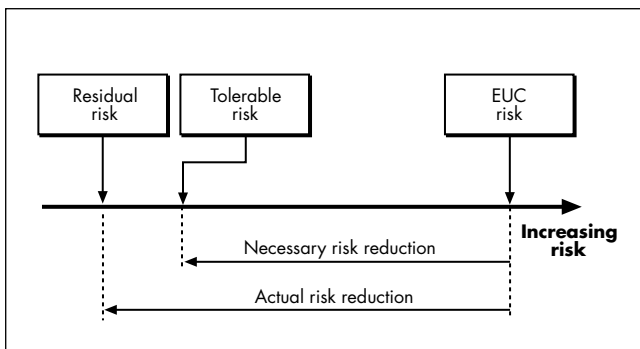 Residual
risk
Tolerable
risk
EUC
risk
Increasing
risk
Necessary risk reduction
Actual risk reduction